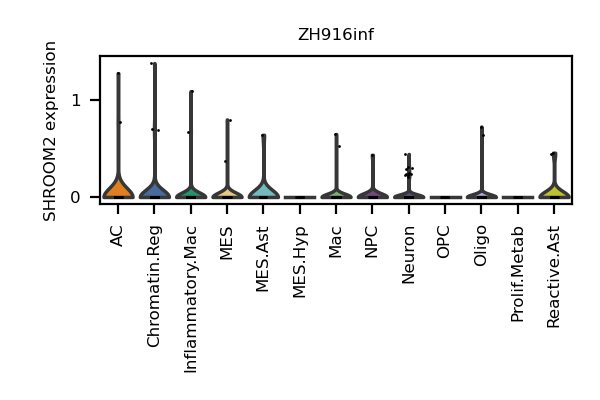 ZH916inf
SHROOM2 expression
1
0
AC
Chromatin.Reg
Inflammatory.Mac
MES
MES.Ast
MES.Hyp
Mac
NPC
Neuron
OPC
Oligo
Prolif.Metab
Reactive.Ast